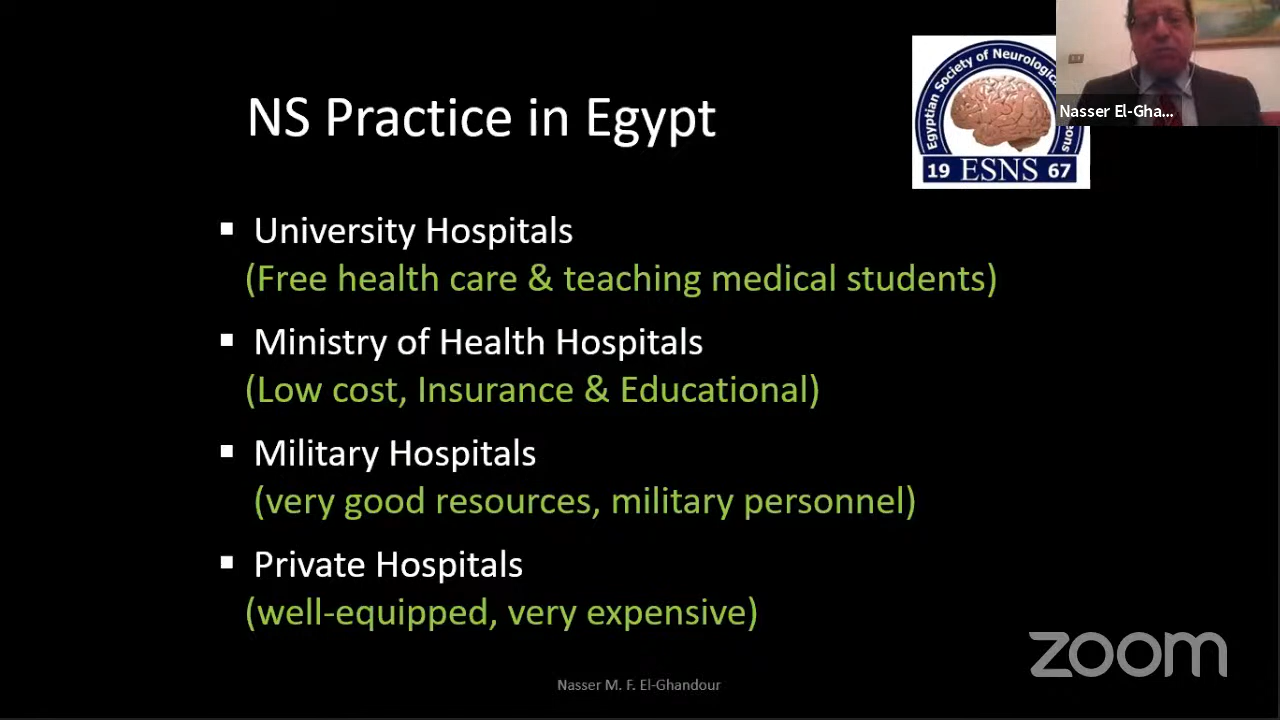 NS Practice in Egypt
Egyptian Society of Neurological
ons
19 ESNS 67
Nasser El-Gha...
▪ University Hospitals
(Free health care & teaching medical students)
▪ Ministry of Health Hospitals
(Low cost, Insurance & Educational)
▪ Military Hospitals
(very good resources, military personnel)
▪ Private Hospitals
(well-equipped, very expensive)
Nasser M. F. El-Ghandour
zoom